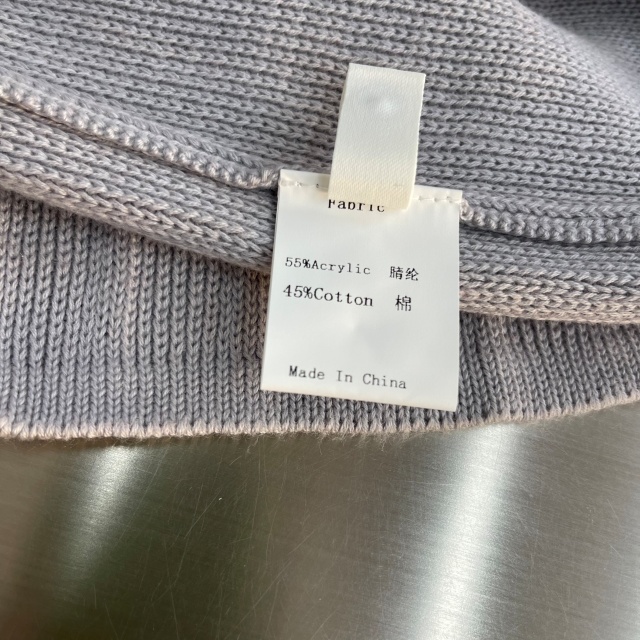 Fabric
55%Acrylic 腈纶
45%Cotton 棉
Made In China